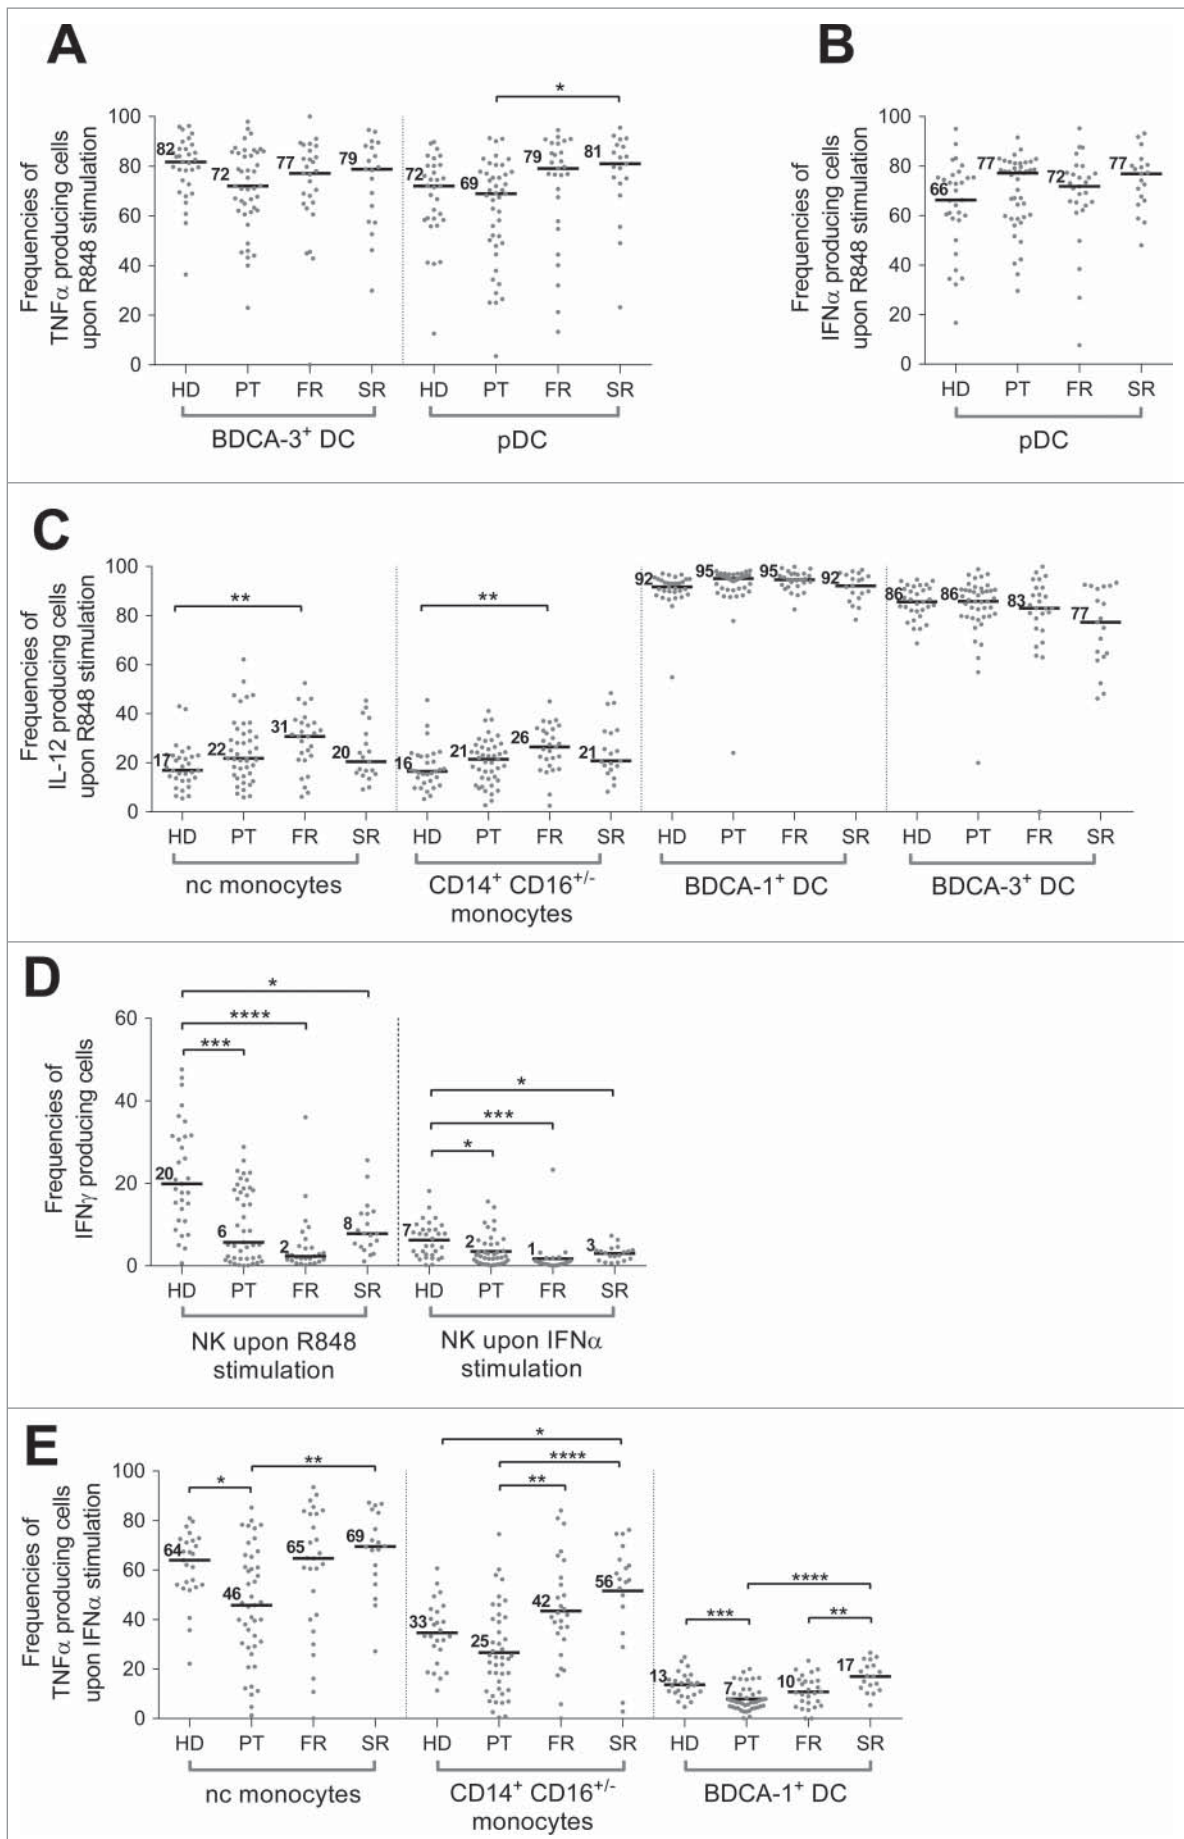 A
Frequencies of
TNFα producing cells
upon R848 stimulation
100
80
60
40
20
0
*
82
72
77
79
72
69
79
81
HD PT FR SR HD PT FR SR
BDCA-3+ DC pDC
B
Frequencies of
IFNα producing cells
upon R848 stimulation
100
80
60
40
20
0
66
77
72
77
HD PT FR SR
pDC
C
Frequencies of
IL-12 producing cells
upon R848 stimulation
100
80
60
40
20
0
** **
17
22
31
20
16
21
26
21
92
95
95
92
86
86
83
77
HD PT FR SR HD PT FR SR HD PT FR SR HD PT FR SR
nc monocytes CD14+ CD16+/- BDCA-1+ DC BDCA-3+ DC
monocytes
D
Frequencies of
IFNγ producing cells
60
40
20
0
*
****
***
*
***
*
20
6
2
8
7
2
1
3
HD PT FR SR HD PT FR SR
NK upon R848 NK upon IFNα
stimulation stimulation
E
Frequencies of
TNFα producing cells
upon IFNα stimulation
100
80
60
40
20
0
* **
*
****
**
****
*** **
64
46
65
69
33
25
42
56
13
7
10
17
HD PT FR SR HD PT FR SR HD PT FR SR
nc monocytes CD14+ CD16+/- BDCA-1+ DC
monocytes